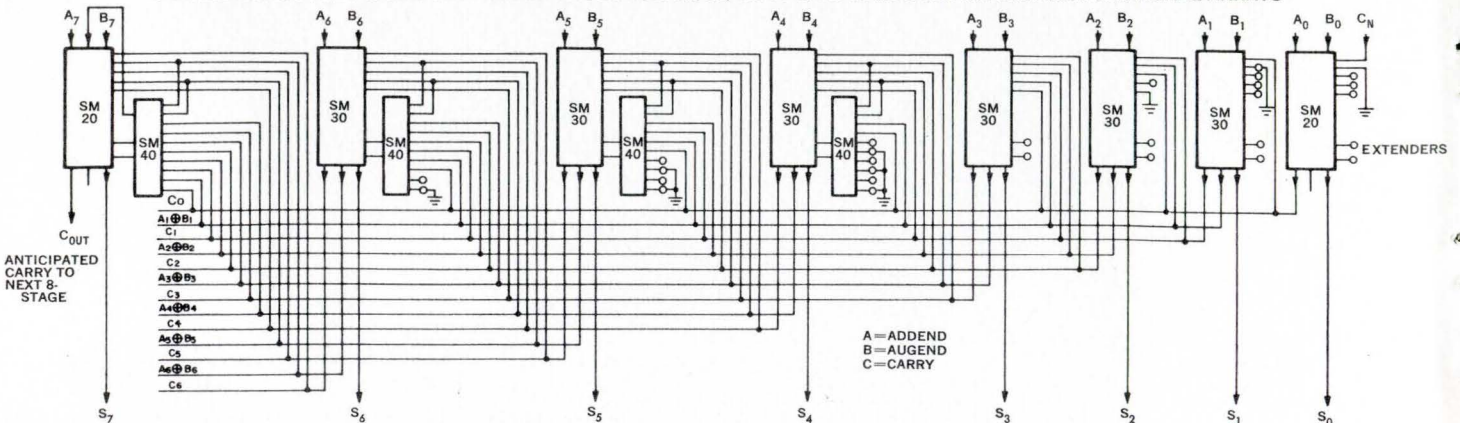 A7 B7 A6 B6 A5 B5 A4 B4 A3 B3 A2 B2 A1 B1 A0 B0 CN
SM 20
SM 40
SM 30
SM 40
SM 30
SM 40
SM 30
SM 40
SM 30
SM 30
SM 30
SM 20
EXTENDERS
COUT
ANTICIPATED
CARRY TO
NEXT 8-
STAGE
C0
A1⊕B1
C1
A2⊕B2
C2
A3⊕B3
C3
A4⊕B4
C4
A5⊕B5
C5
A6⊕B6
C6
A=ADDEND
B=AUGEND
C=CARRY
S7 S6 S5 S4 S3 S2 S1 S0